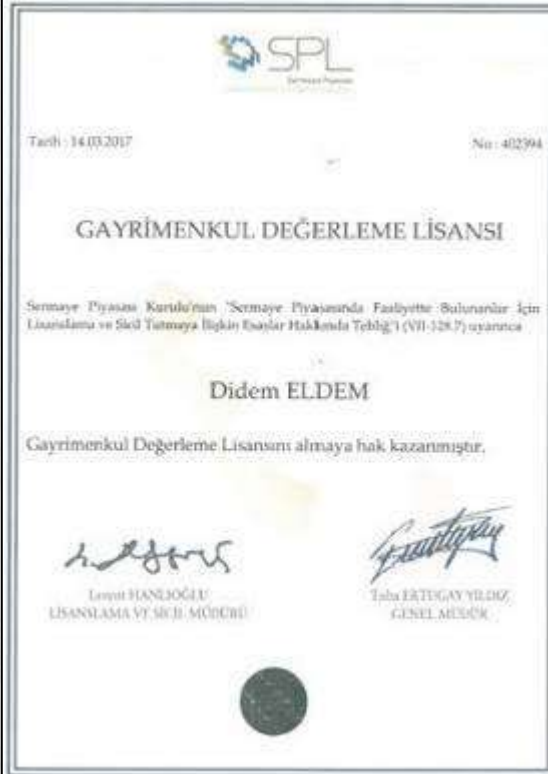 SPL
Sermaye Piyasası
Tarih : 14.03.2017
No : 402394
GAYRİMENKUL DEĞERLEME LİSANSI
Sermaye Piyasası Kurulu'nun "Sermaye Piyasasında Faaliyette Bulunanlar İçin
Lisanslama ve Sicil Tutmaya İlişkin Esaslar Hakkında Tebliğ"i (VII-128.7) uyarınca
Didem ELDEM
Gayrimenkul Değerleme Lisansını almaya hak kazanmıştır.
Levent HANLIOĞLU
LİSANSLAMA VE SİCİL MÜDÜRÜ
Tuba ERTUGAY YILDIZ
GENEL MÜDÜR